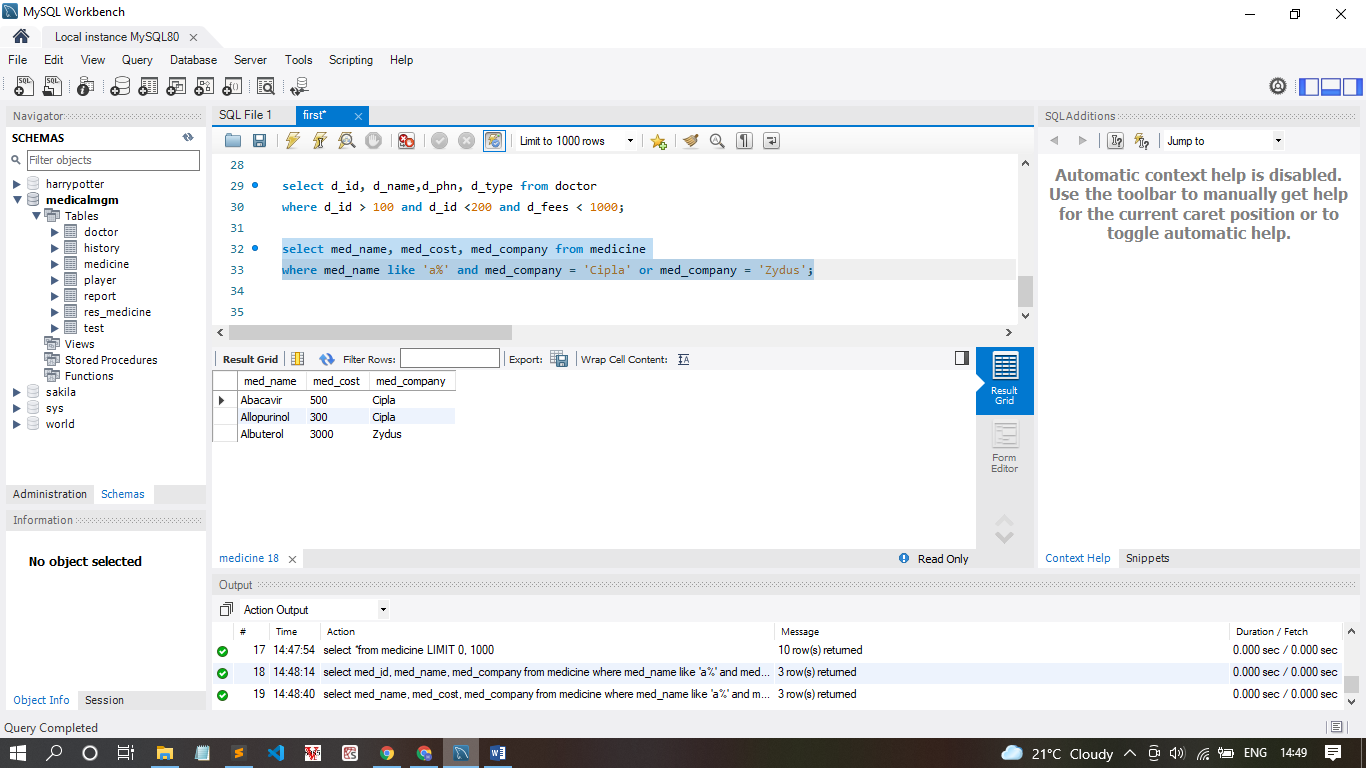 MySQL Workbench
Local instance MySQL80
File Edit View Query Database Server Tools Scripting Help
Navigator
SCHEMAS
Filter objects
harrypotter
medicalmgm
Tables
doctor
history
medicine
player
report
res_medicine
test
Views
Stored Procedures
Functions
sakila
sys
world
Administration Schemas
Information
No object selected
Object Info Session
SQL File 1 first*
Limit to 1000 rows
28
29 select d_id, d_name,d_phn, d_type from doctor
30 where d_id > 100 and d_id <200 and d_fees < 1000;
31
32 select med_name, med_cost, med_company from medicine
33 where med_name like 'a%' and med_company = 'Cipla' or med_company = 'Zydus';
34
35
Result Grid Filter Rows: Export: Wrap Cell Content:
med_name med_cost med_company
Abacavir 500 Cipla
Allopurinol 300 Cipla
Albuterol 3000 Zydus
Result Grid
Form Editor
medicine 18 Read Only
SQLAdditions
Jump to
Automatic context help is disabled.
Use the toolbar to manually get help
for the current caret position or to
toggle automatic help.
Context Help Snippets
Output
Action Output
# Time Action Message Duration / Fetch
17 14:47:54 select *from medicine LIMIT 0, 1000 10 row(s) returned 0.000 sec / 0.000 sec
18 14:48:14 select med_id, med_name, med_company from medicine where med_name like 'a%' and med... 3 row(s) returned 0.000 sec / 0.000 sec
19 14:48:40 select med_name, med_cost, med_company from medicine where med_name like 'a%' and m... 3 row(s) returned 0.000 sec / 0.000 sec
Query Completed
21°C Cloudy ENG 14:49